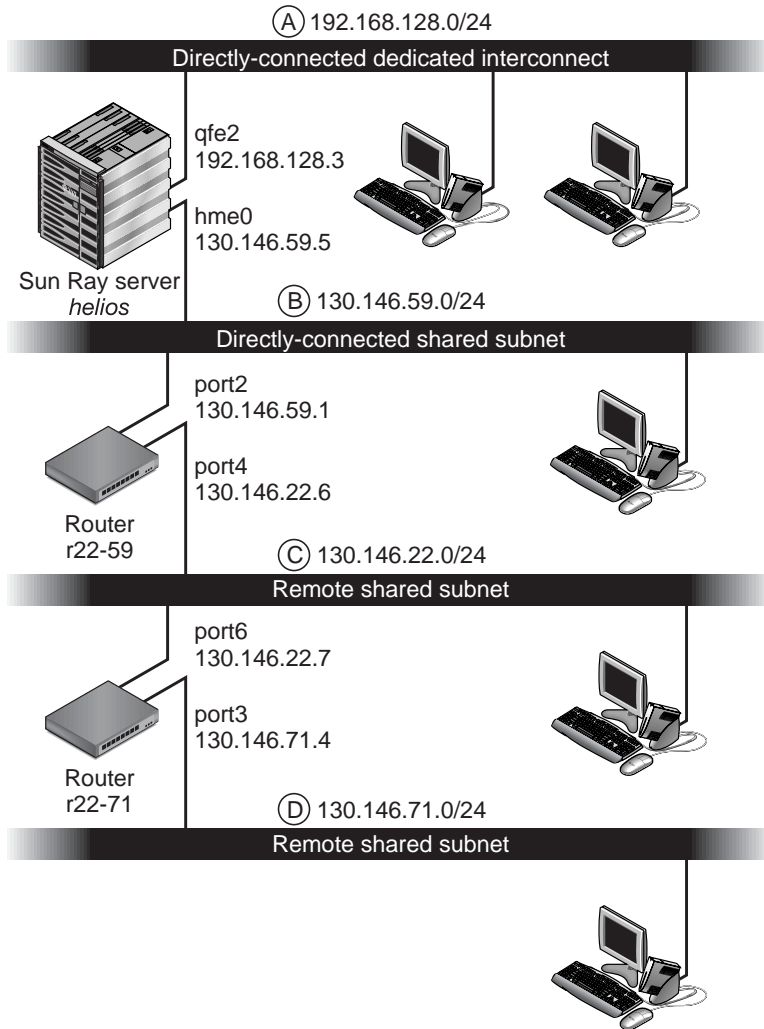 A 192.168.128.0/24
Directly-connected dedicated interconnect
qfe2
192.168.128.3
hme0
130.146.59.5
Sun Ray server
helios
B 130.146.59.0/24
Directly-connected shared subnet
port2
130.146.59.1
port4
130.146.22.6
Router
r22-59
C 130.146.22.0/24
Remote shared subnet
port6
130.146.22.7
port3
130.146.71.4
Router
r22-71
D 130.146.71.0/24
Remote shared subnet